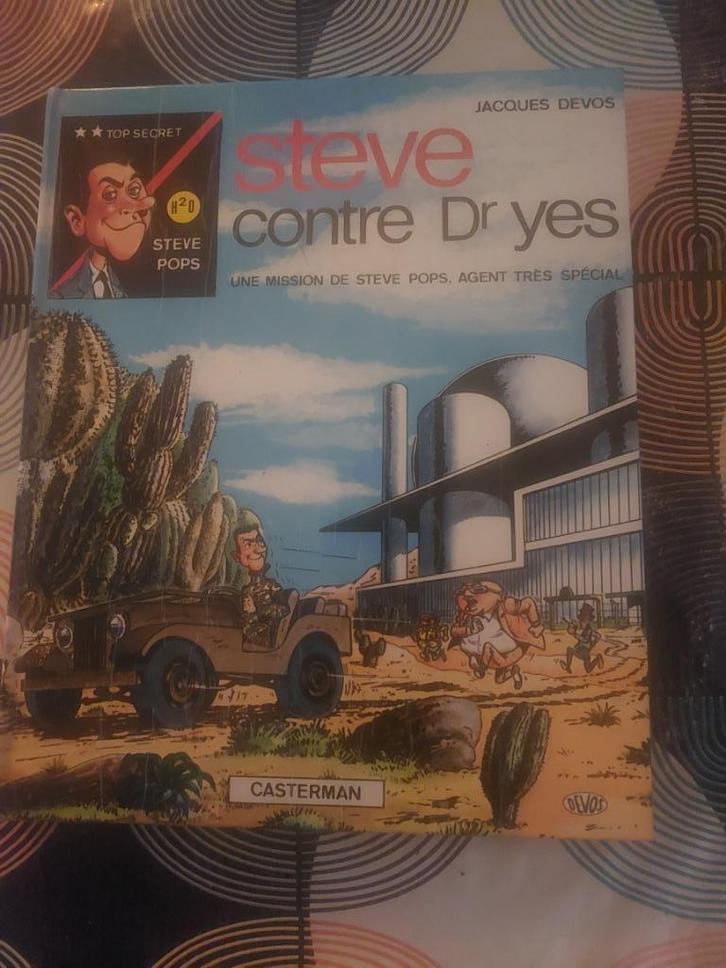 JACQUES DEVOS
★★ TOP SECRET
H²O
STEVE
POPS
steve
contre Dr yes
UNE MISSION DE STEVE POPS, AGENT TRÈS SPÉCIAL
CASTERMAN
DEVOS